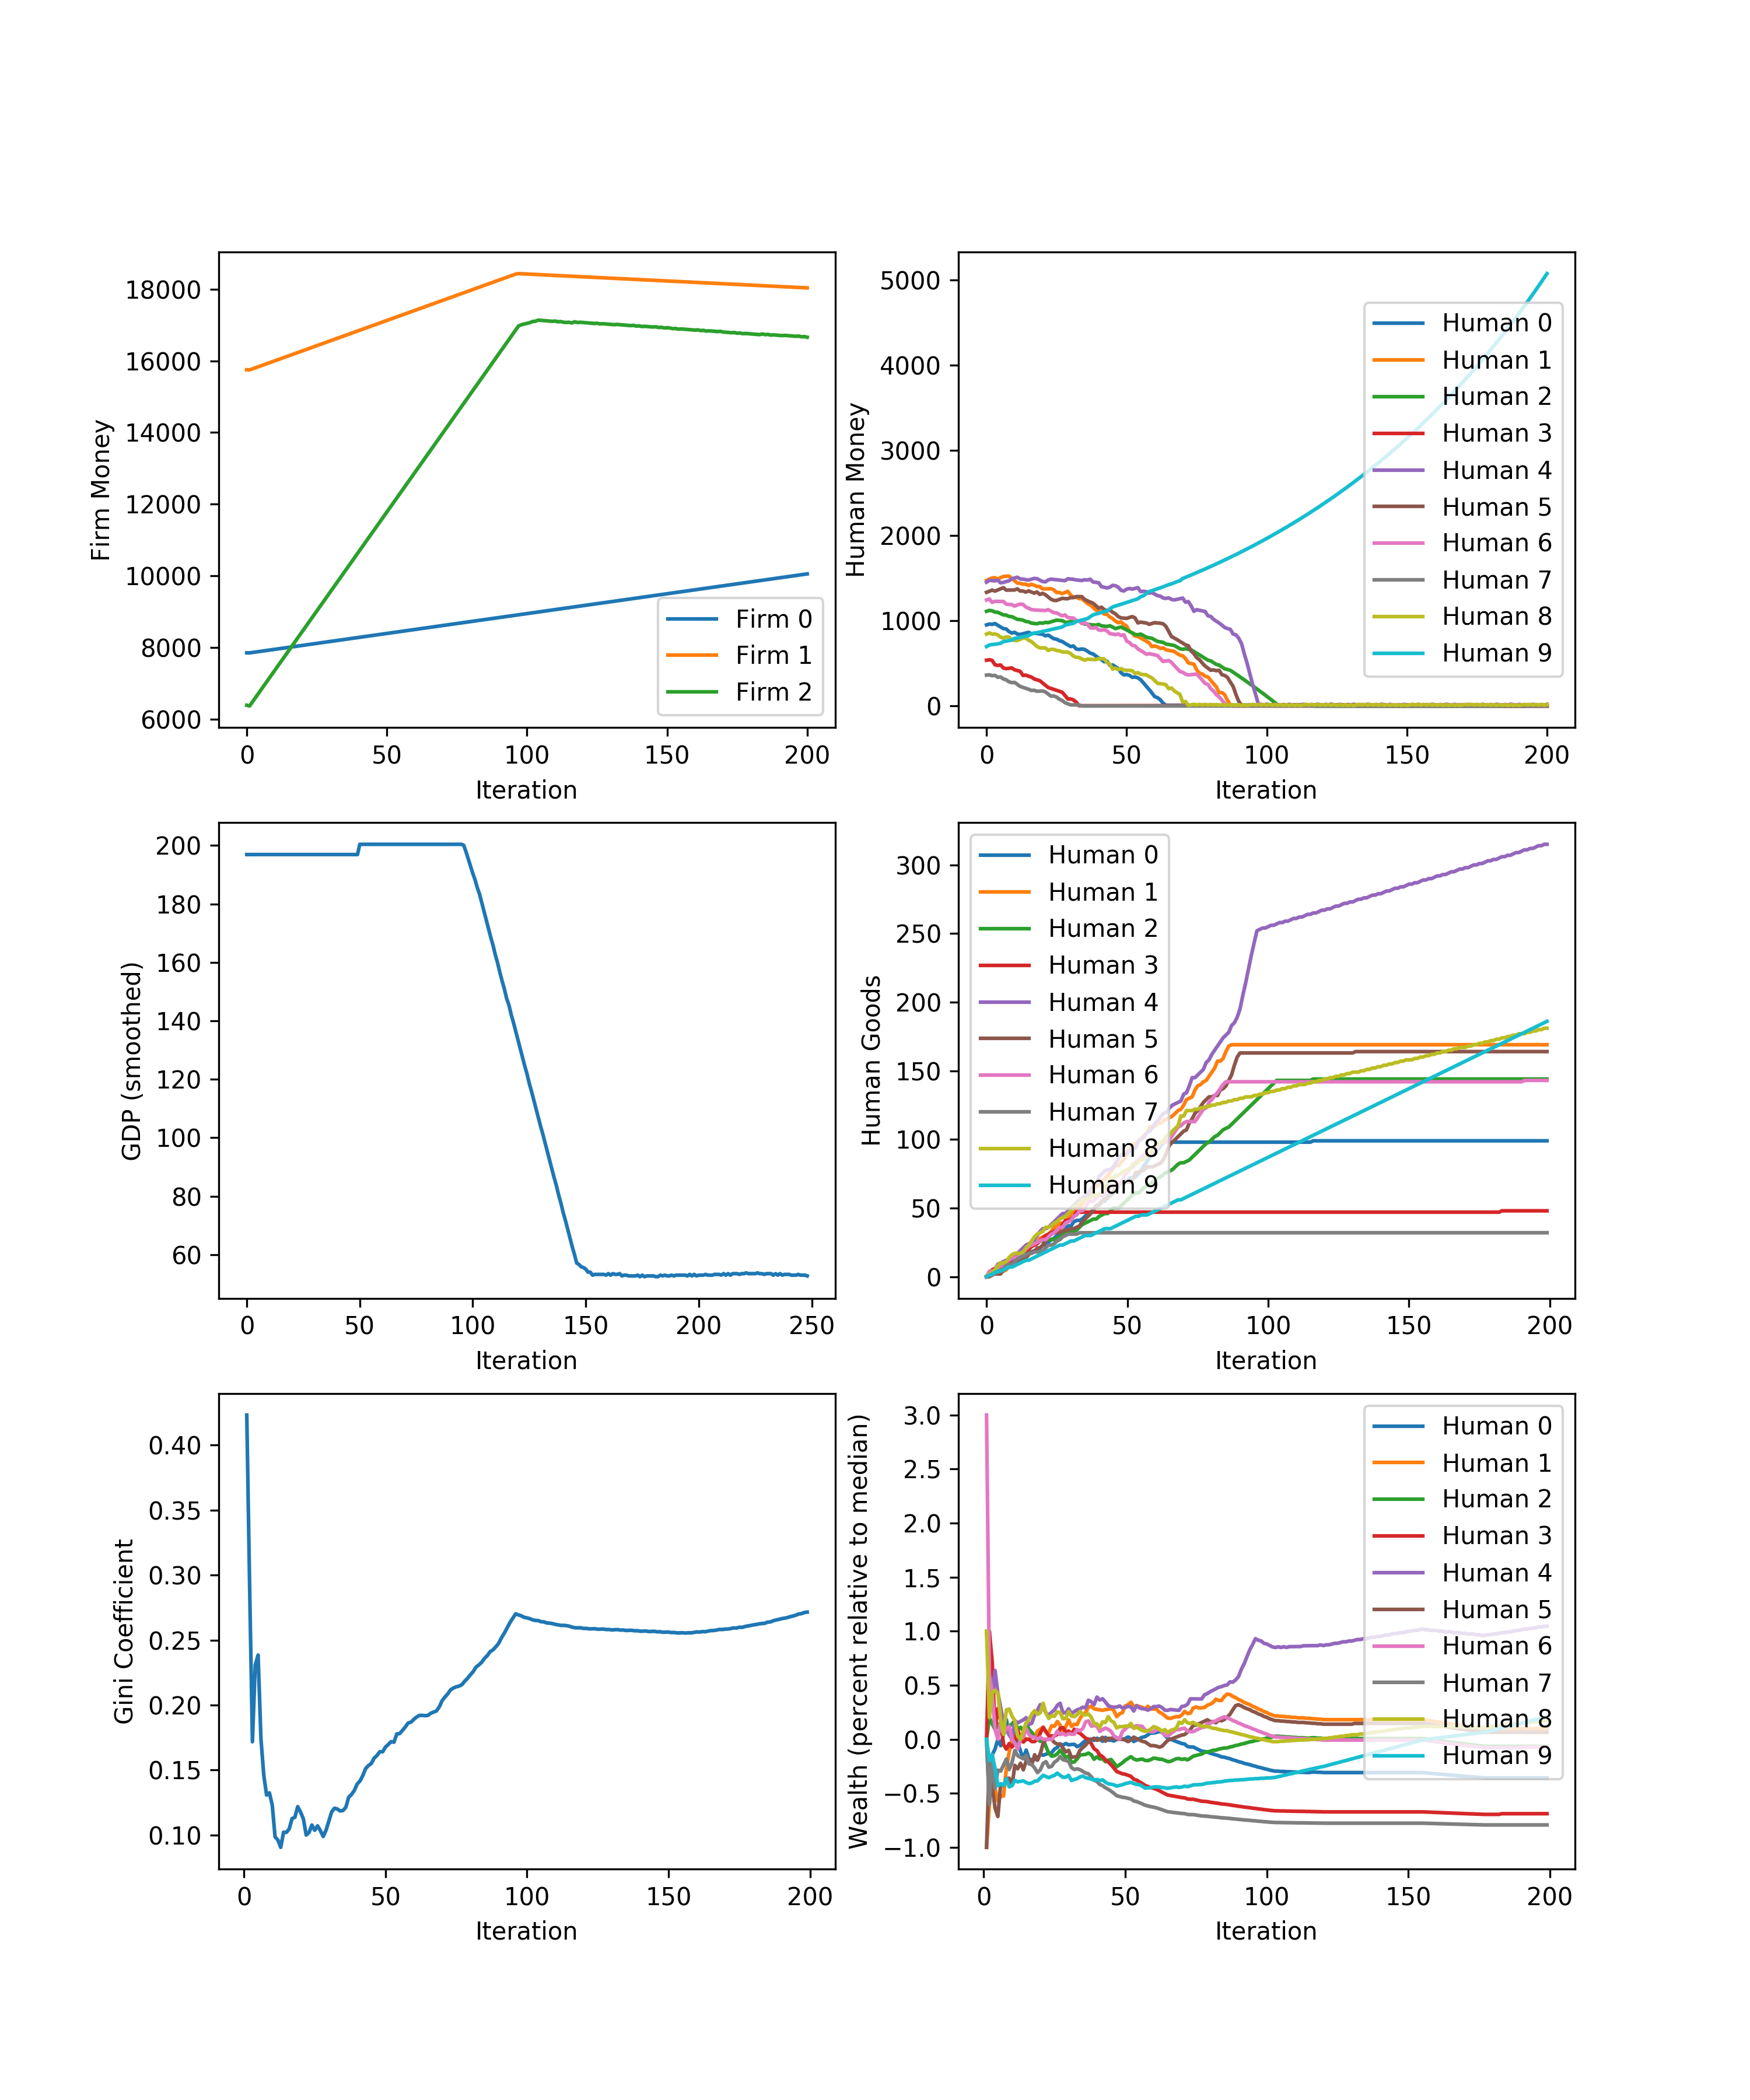 18000
16000
14000
12000
10000
8000
6000
Firm Money
Firm 0
Firm 1
Firm 2
0 50 100 150 200
Iteration
5000
4000
3000
2000
1000
0
Human Money
Human 0
Human 1
Human 2
Human 3
Human 4
Human 5
Human 6
Human 7
Human 8
Human 9
0 50 100 150 200
Iteration
200
180
160
140
120
100
80
60
GDP (smoothed)
0 50 100 150 200 250
Iteration
300
250
200
150
100
50
0
Human Goods
Human 0
Human 1
Human 2
Human 3
Human 4
Human 5
Human 6
Human 7
Human 8
Human 9
0 50 100 150 200
Iteration
0.40
0.35
0.30
0.25
0.20
0.15
0.10
Gini Coefficient
0 50 100 150 200
Iteration
3.0
2.5
2.0
1.5
1.0
0.5
0.0
−0.5
−1.0
Wealth (percent relative to median)
Human 0
Human 1
Human 2
Human 3
Human 4
Human 5
Human 6
Human 7
Human 8
Human 9
0 50 100 150 200
Iteration